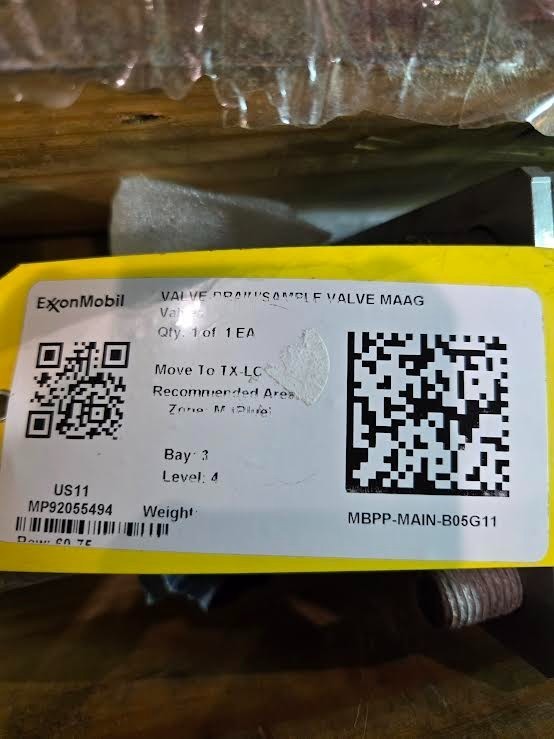 ExxonMobil
VALVE DRAIN/SAMPLE VALVE MAAG
Qty: 1 of 1 EA
Move To TX-LC
Recommended Area
Zone: M (Blue)
Bay: 3
Level: 4
US11
MP92055494
Weight:
MBPP-MAIN-B05G11